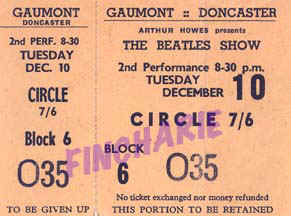 GAUMONT
DONCASTER
2nd PERF. 8-30
TUESDAY
DEC. 10
CIRCLE
7/6
Block 6
O35
TO BE GIVEN UP
GAUMONT :: DONCASTER
ARTHUR HOWES presents
THE BEATLES SHOW
2nd Performance 8-30 p.m.
TUESDAY
DECEMBER 10
CIRCLE 7/6
BLOCK
6 O35
No ticket exchanged nor money refunded
THIS PORTION TO BE RETAINED
FINCHARIE